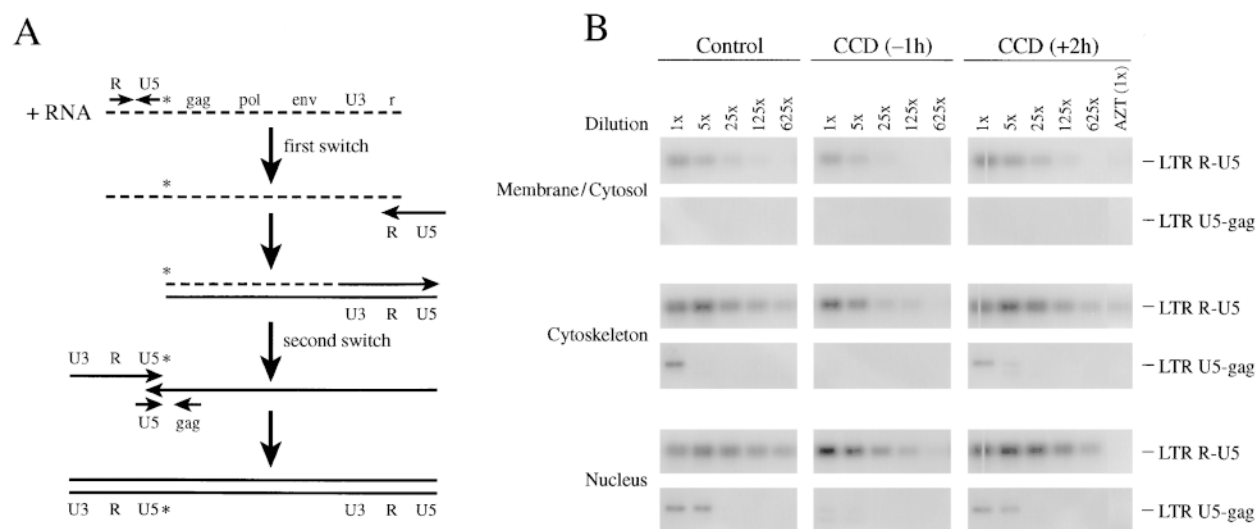 A
R U5 * gag pol env U3 r
+ RNA
first switch
*
R U5
*
U3 R U5
second switch
U3 R U5 *
U5 gag
U3 R U5 * U3 R U5
B
Control CCD (–1h) CCD (+2h)
Dilution 1x 5x 25x 125x 625x 1x 5x 25x 125x 625x 1x 5x 25x 125x 625x AZT (1x)
– LTR R-U5
Membrane/Cytosol
– LTR U5-gag
– LTR R-U5
Cytoskeleton
– LTR U5-gag
– LTR R-U5
Nucleus
– LTR U5-gag